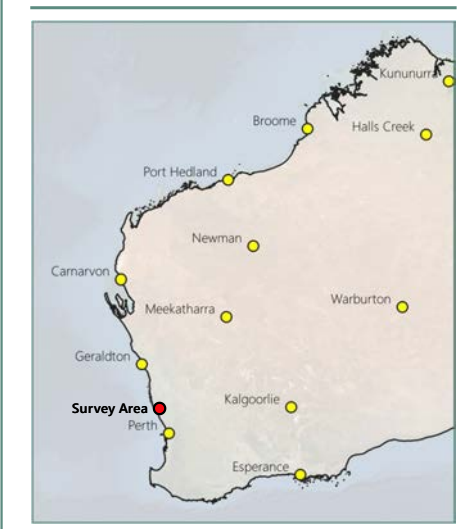 Kununurra
Broome
Halls Creek
Port Hedland
Newman
Carnarvon
Meekatharra
Warburton
Geraldton
Kalgoorlie
Survey Area
Perth
Esperance